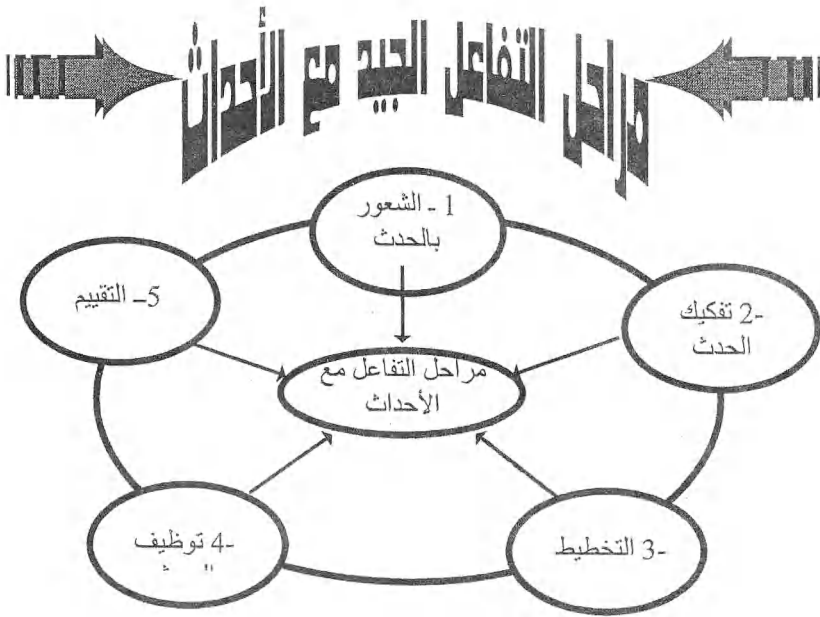 مراحل التفاعل الجيد مع الأحداث
1 - الشعور
بالحدث
2- تفكيك
الحدث
3- التخطيط
4- توظيف
5- التقييم
مراحل التفاعل مع
الأحداث